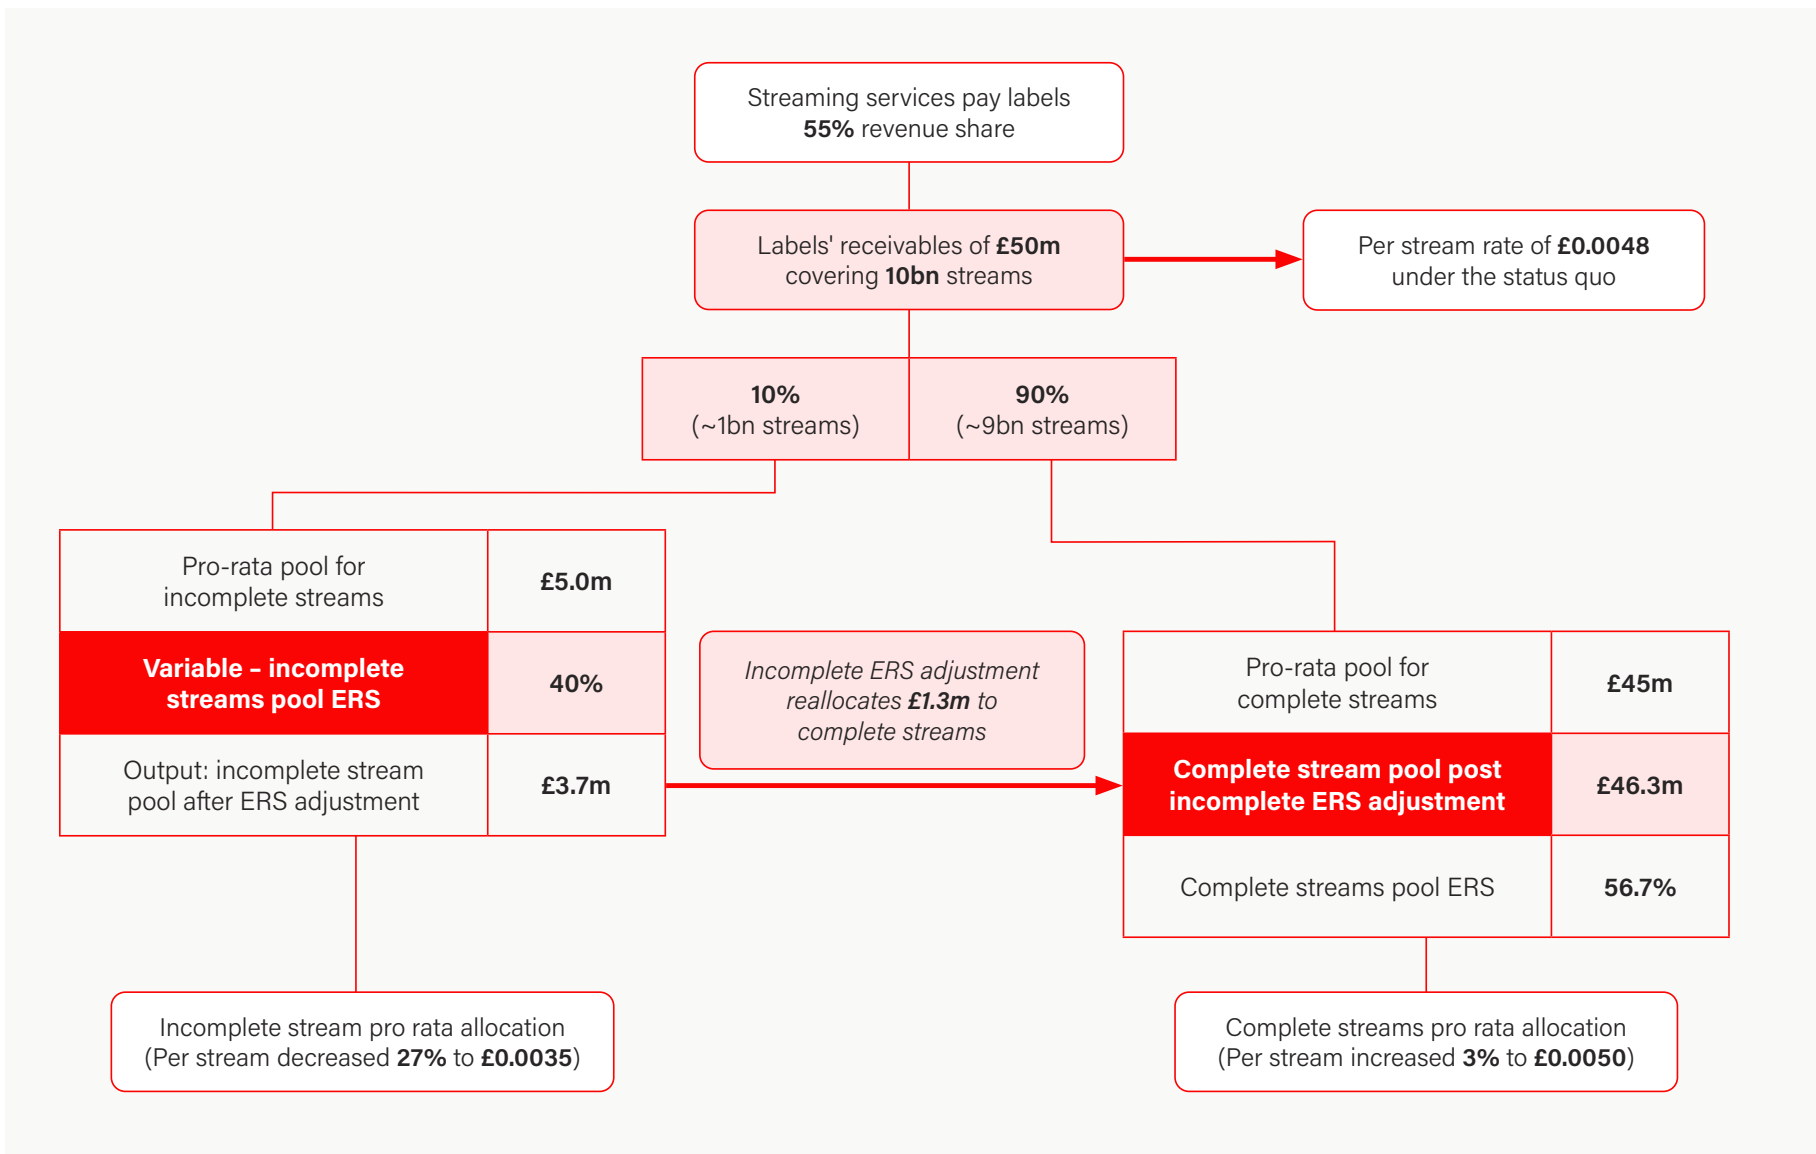 Streaming services pay labels
55% revenue share
Labels' receivables of £50m
covering 10bn streams
Per stream rate of £0.0048
under the status quo
10%
(~1bn streams)
90%
(~9bn streams)
Pro-rata pool for
incomplete streams
£5.0m
Variable – incomplete
streams pool ERS
40%
Output: incomplete stream
pool after ERS adjustment
£3.7m
Incomplete ERS adjustment
reallocates £1.3m to
complete streams
Pro-rata pool for
complete streams
£45m
Complete stream pool post
incomplete ERS adjustment
£46.3m
Complete streams pool ERS
56.7%
Incomplete stream pro rata allocation
(Per stream decreased 27% to £0.0035)
Complete streams pro rata allocation
(Per stream increased 3% to £0.0050)